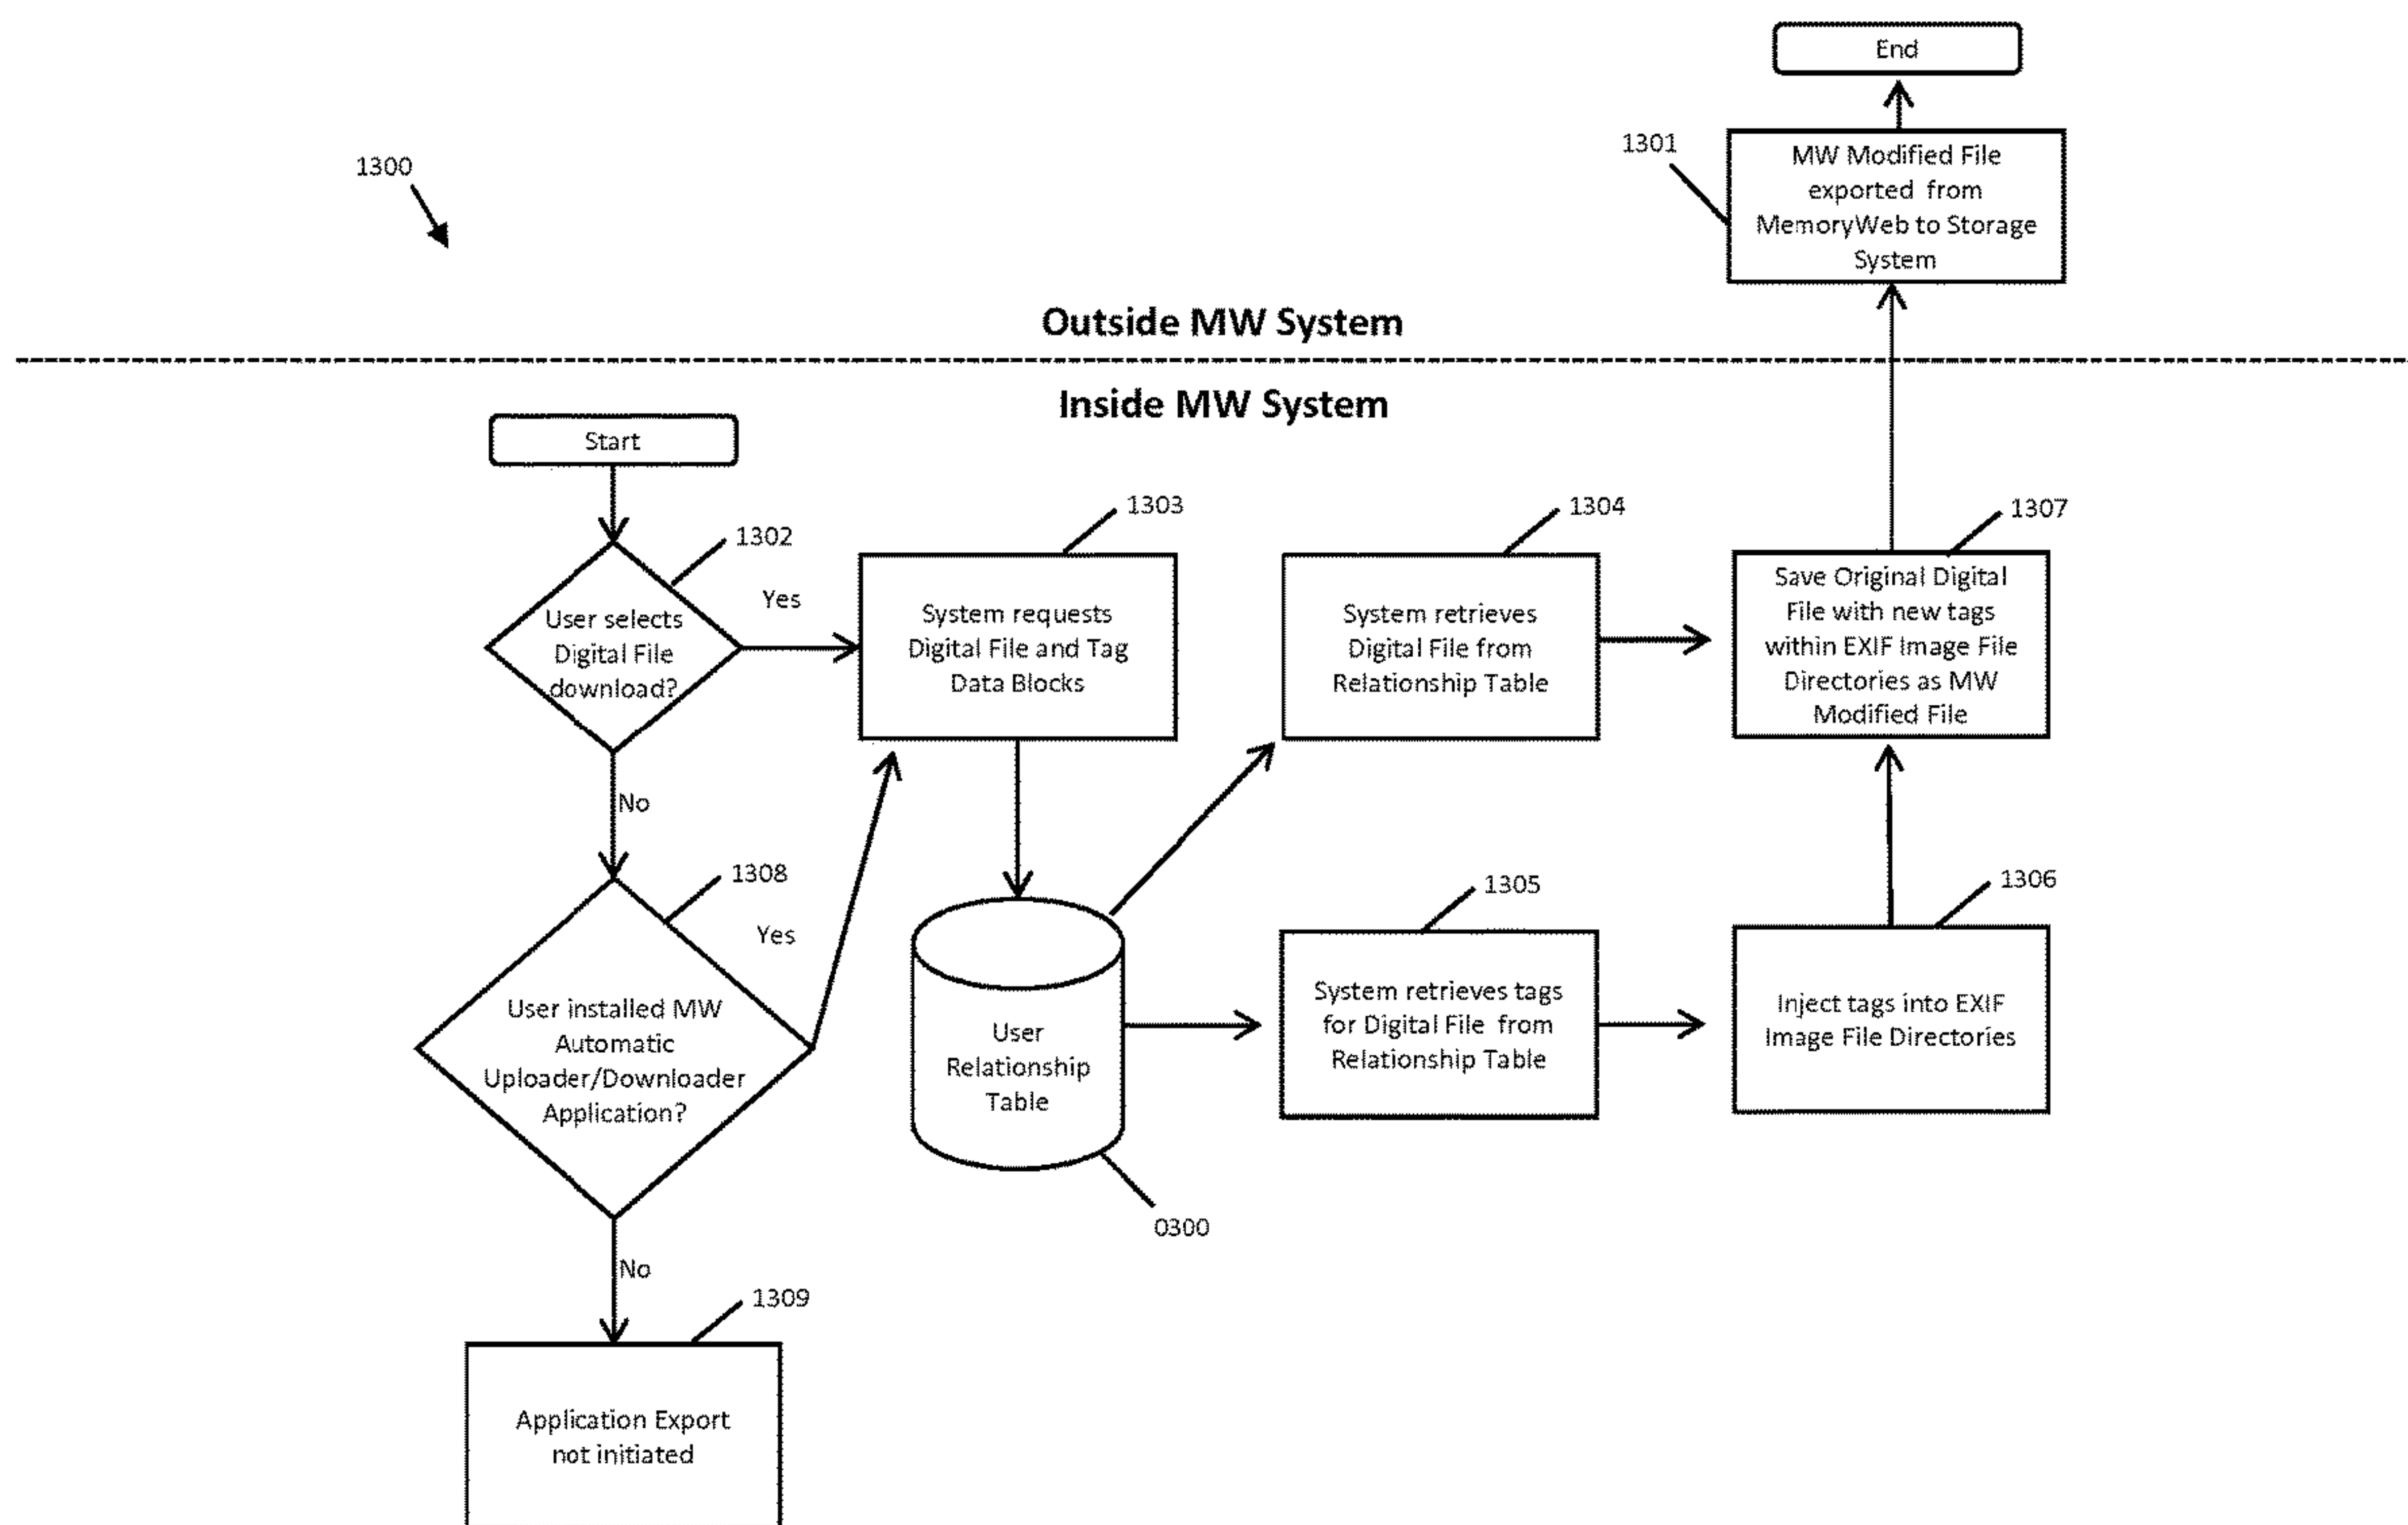 End
1301
MW Modified File
exported from
MemoryWeb to Storage
System
1300
Outside MW System
Inside MW System
Start
1302
User selects
Digital File
download?
Yes
No
1303
System requests
Digital File and Tag
Data Blocks
1304
System retrieves
Digital File from
Relationship Table
1307
Save Original Digital
File with new tags
within EXIF Image File
Directories as MW
Modified File
1308
Yes
User installed MW
Automatic
Uploader/Downloader
Application?
No
User
Relationship
Table
0300
1305
System retrieves tags
for Digital File from
Relationship Table
1306
Inject tags into EXIF
Image File Directories
1309
Application Export
not initiated